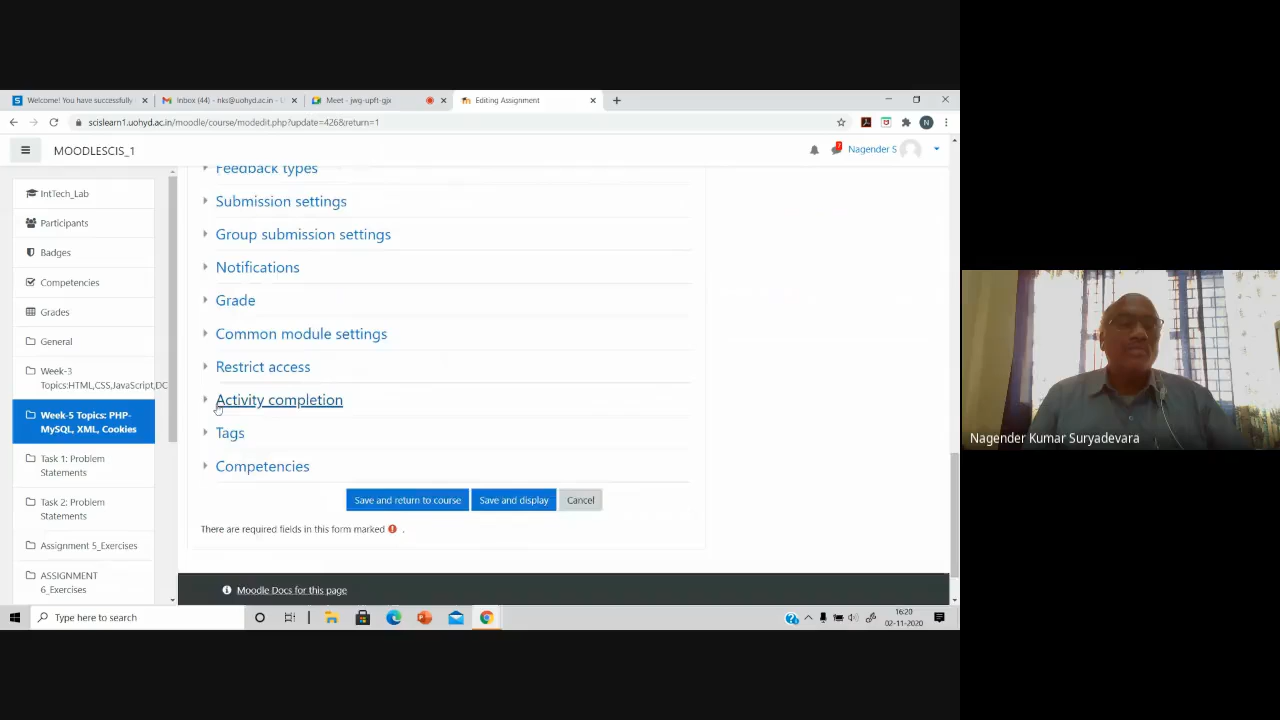 Welcome! You have successfully
Inbox (44) - nks@uohyd.ac.in - U
Meet - jwg-upft-gjx
Editing Assignment
scislearn1.uohyd.ac.in/moodle/course/modedit.php?update=426&return=1
N
MOODLESCIS_1
Nagender S
IntTech_Lab
Participants
Badges
Competencies
Grades
General
Week-3
Topics:HTML,CSS,JavaScript,DC
Week-5 Topics: PHP-
MySQL, XML, Cookies
Task 1: Problem
Statements
Task 2: Problem
Statements
Assignment 5_Exercises
ASSIGNMENT
6_Exercises
Feedback types
Submission settings
Group submission settings
Notifications
Grade
Common module settings
Restrict access
Activity completion
Tags
Competencies
Save and return to course
Save and display
Cancel
There are required fields in this form marked
.
Moodle Docs for this page
Type here to search
16:20
02-11-2020
Nagender Kumar Suryadevara